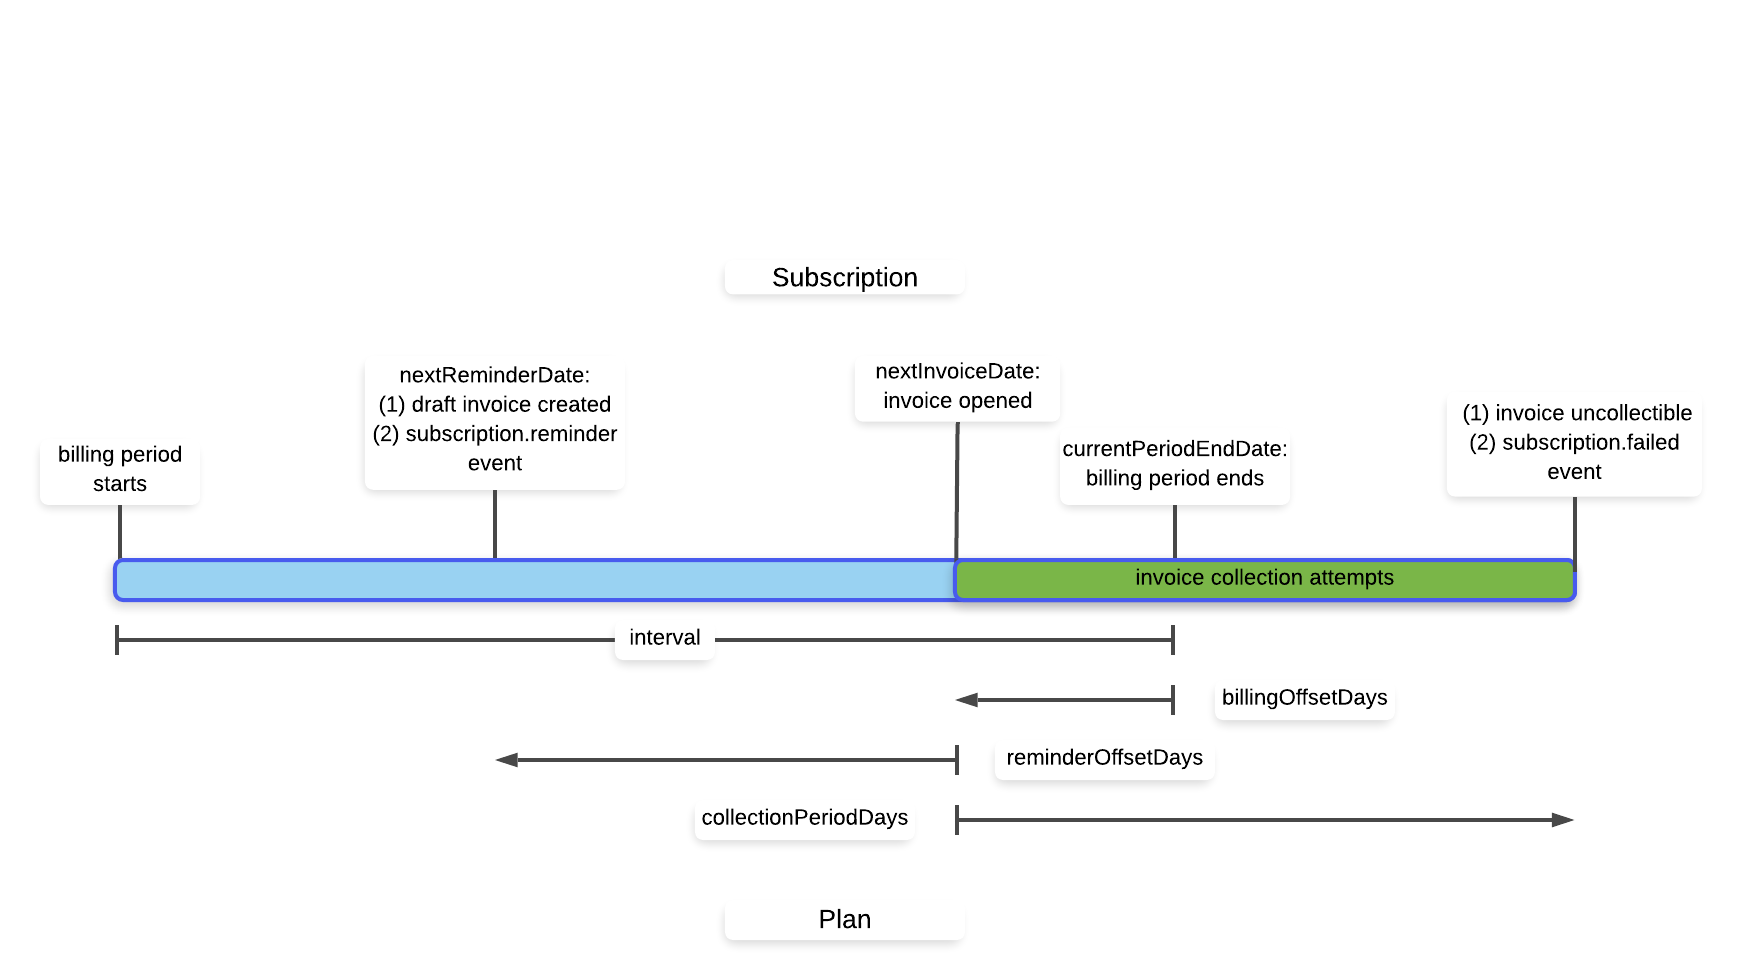 Subscription
nextReminderDate:
(1) draft invoice created
(2) subscription.reminder
event
nextInvoiceDate:
invoice opened
(1) invoice uncollectible
(2) subscription.failed
event
billing period
starts
currentPeriodEndDate:
billing period ends
invoice collection attempts
interval
billingOffsetDays
reminderOffsetDays
collectionPeriodDays
Plan